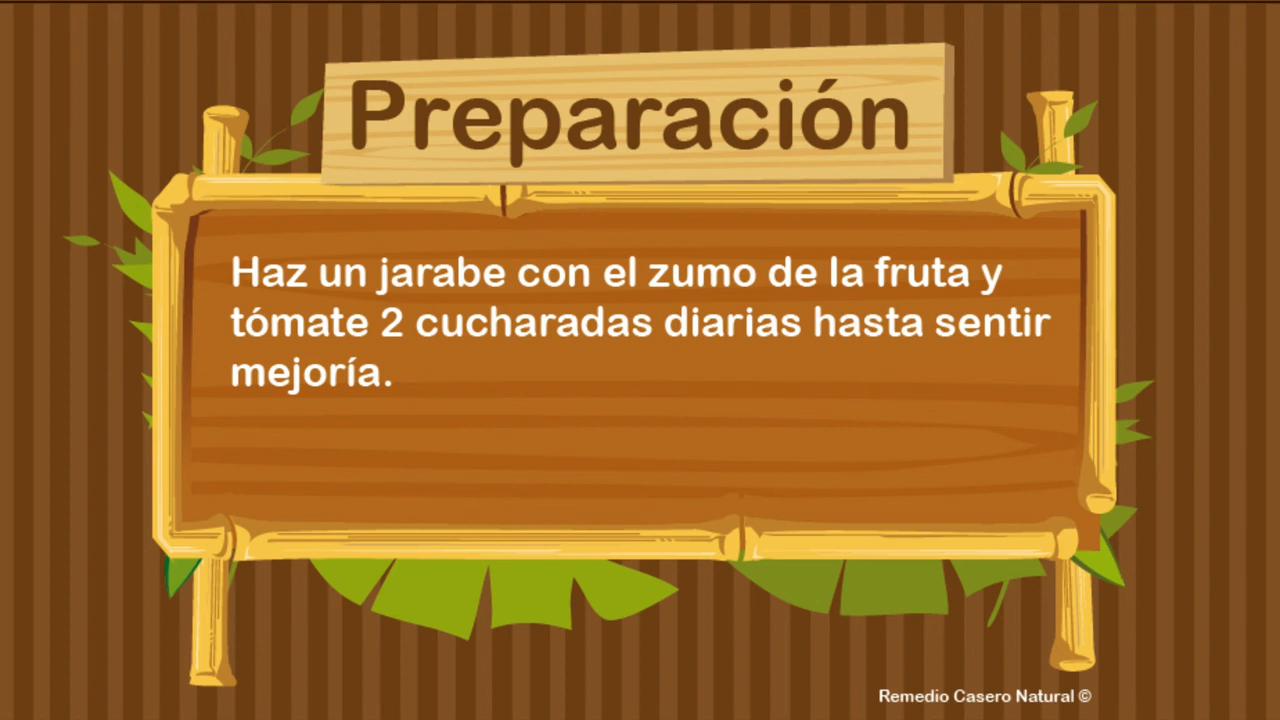 Preparación
Haz un jarabe con el zumo de la fruta y
tómate 2 cucharadas diarias hasta sentir
mejoría.
Remedio Casero Natural ©